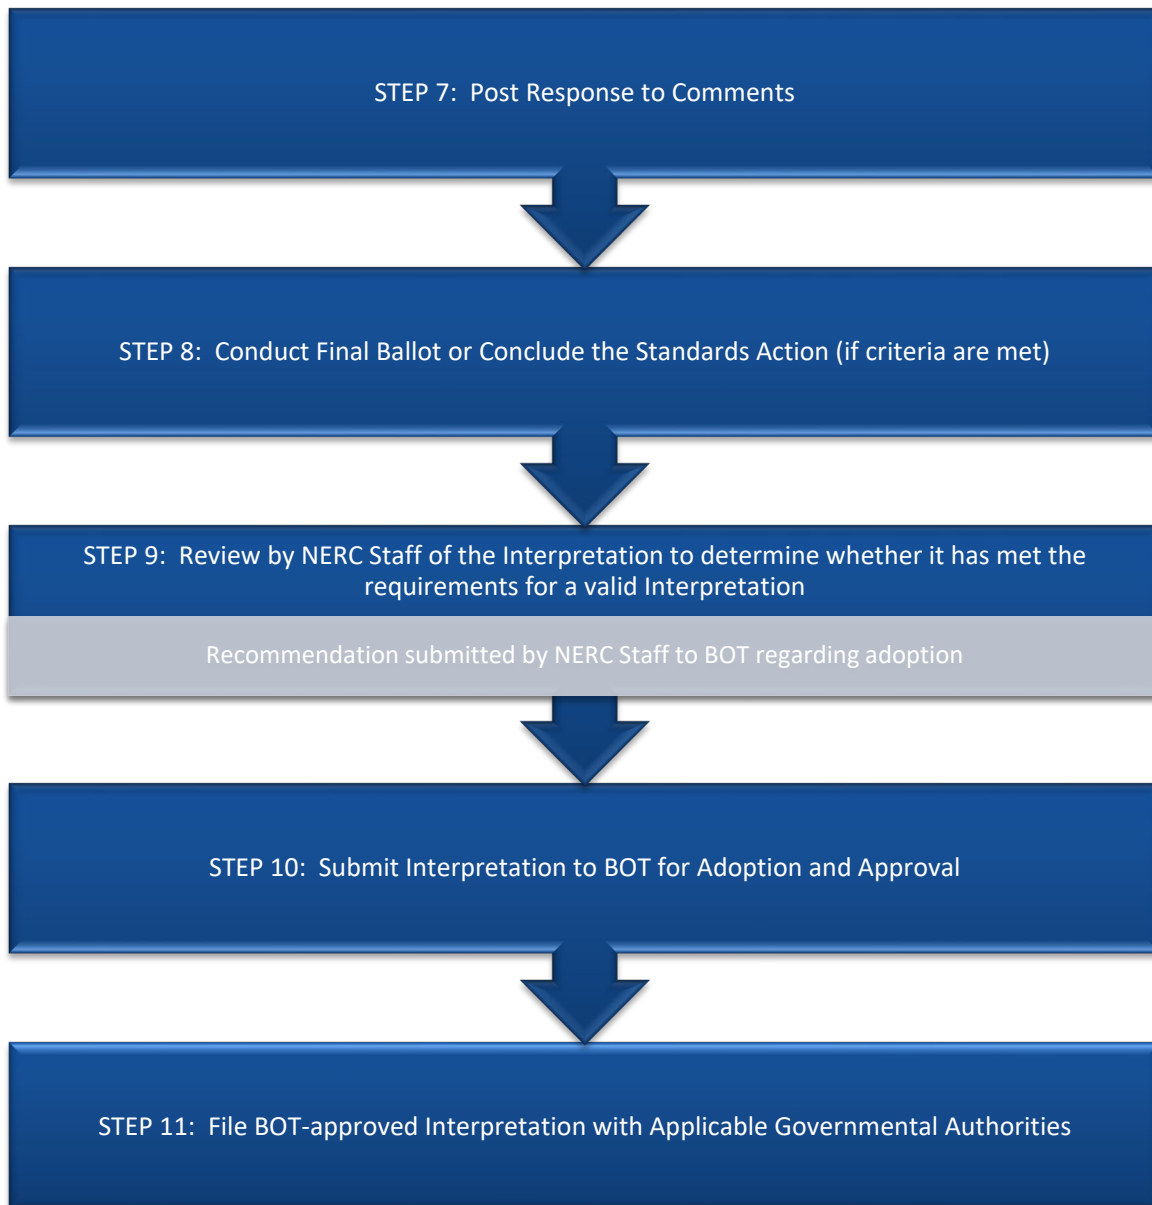 STEP 7:  Post Response to Comments
STEP 8:  Conduct Final Ballot or Conclude the Standards Action (if criteria are met)
STEP 9:  Review by NERC Staff of the Interpretation to determine whether it has met the
requirements for a valid Interpretation
Recommendation submitted by NERC Staff to BOT regarding adoption
STEP 10:  Submit Interpretation to BOT for Adoption and Approval
STEP 11:  File BOT-approved Interpretation with Applicable Governmental Authorities